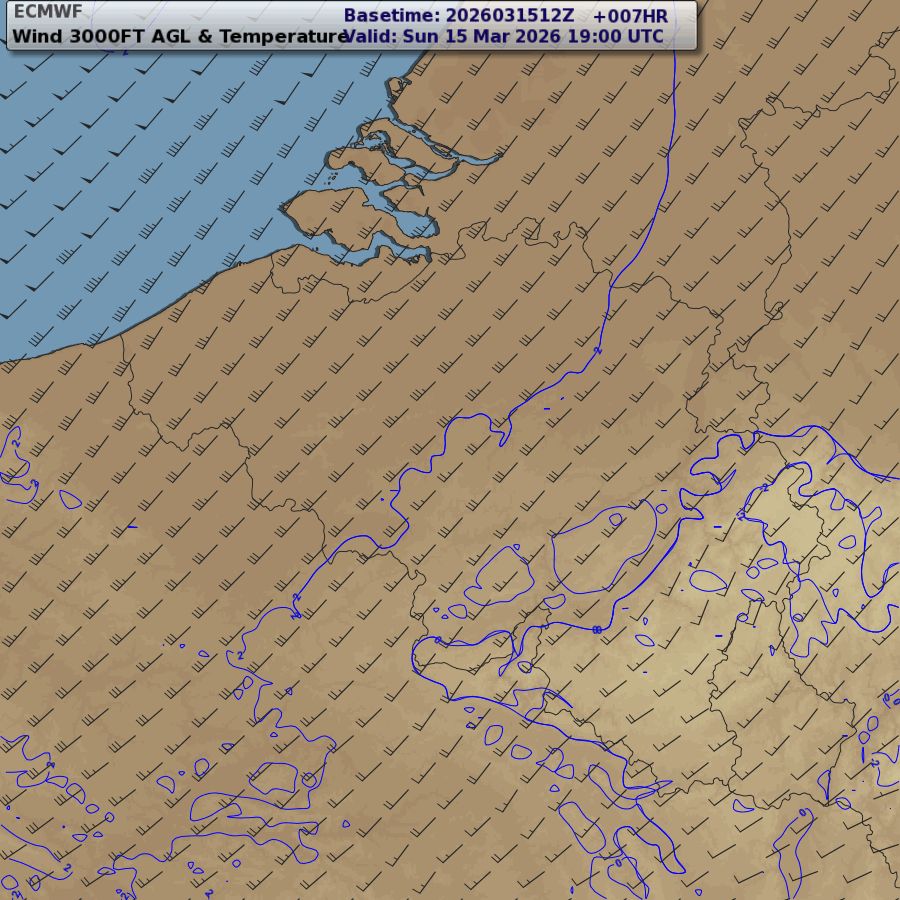 ECMWF
Basetime: 2026031512Z +007HR
Wind 3000FT AGL & Temperature
Valid: Sun 15 Mar 2026 19:00 UTC